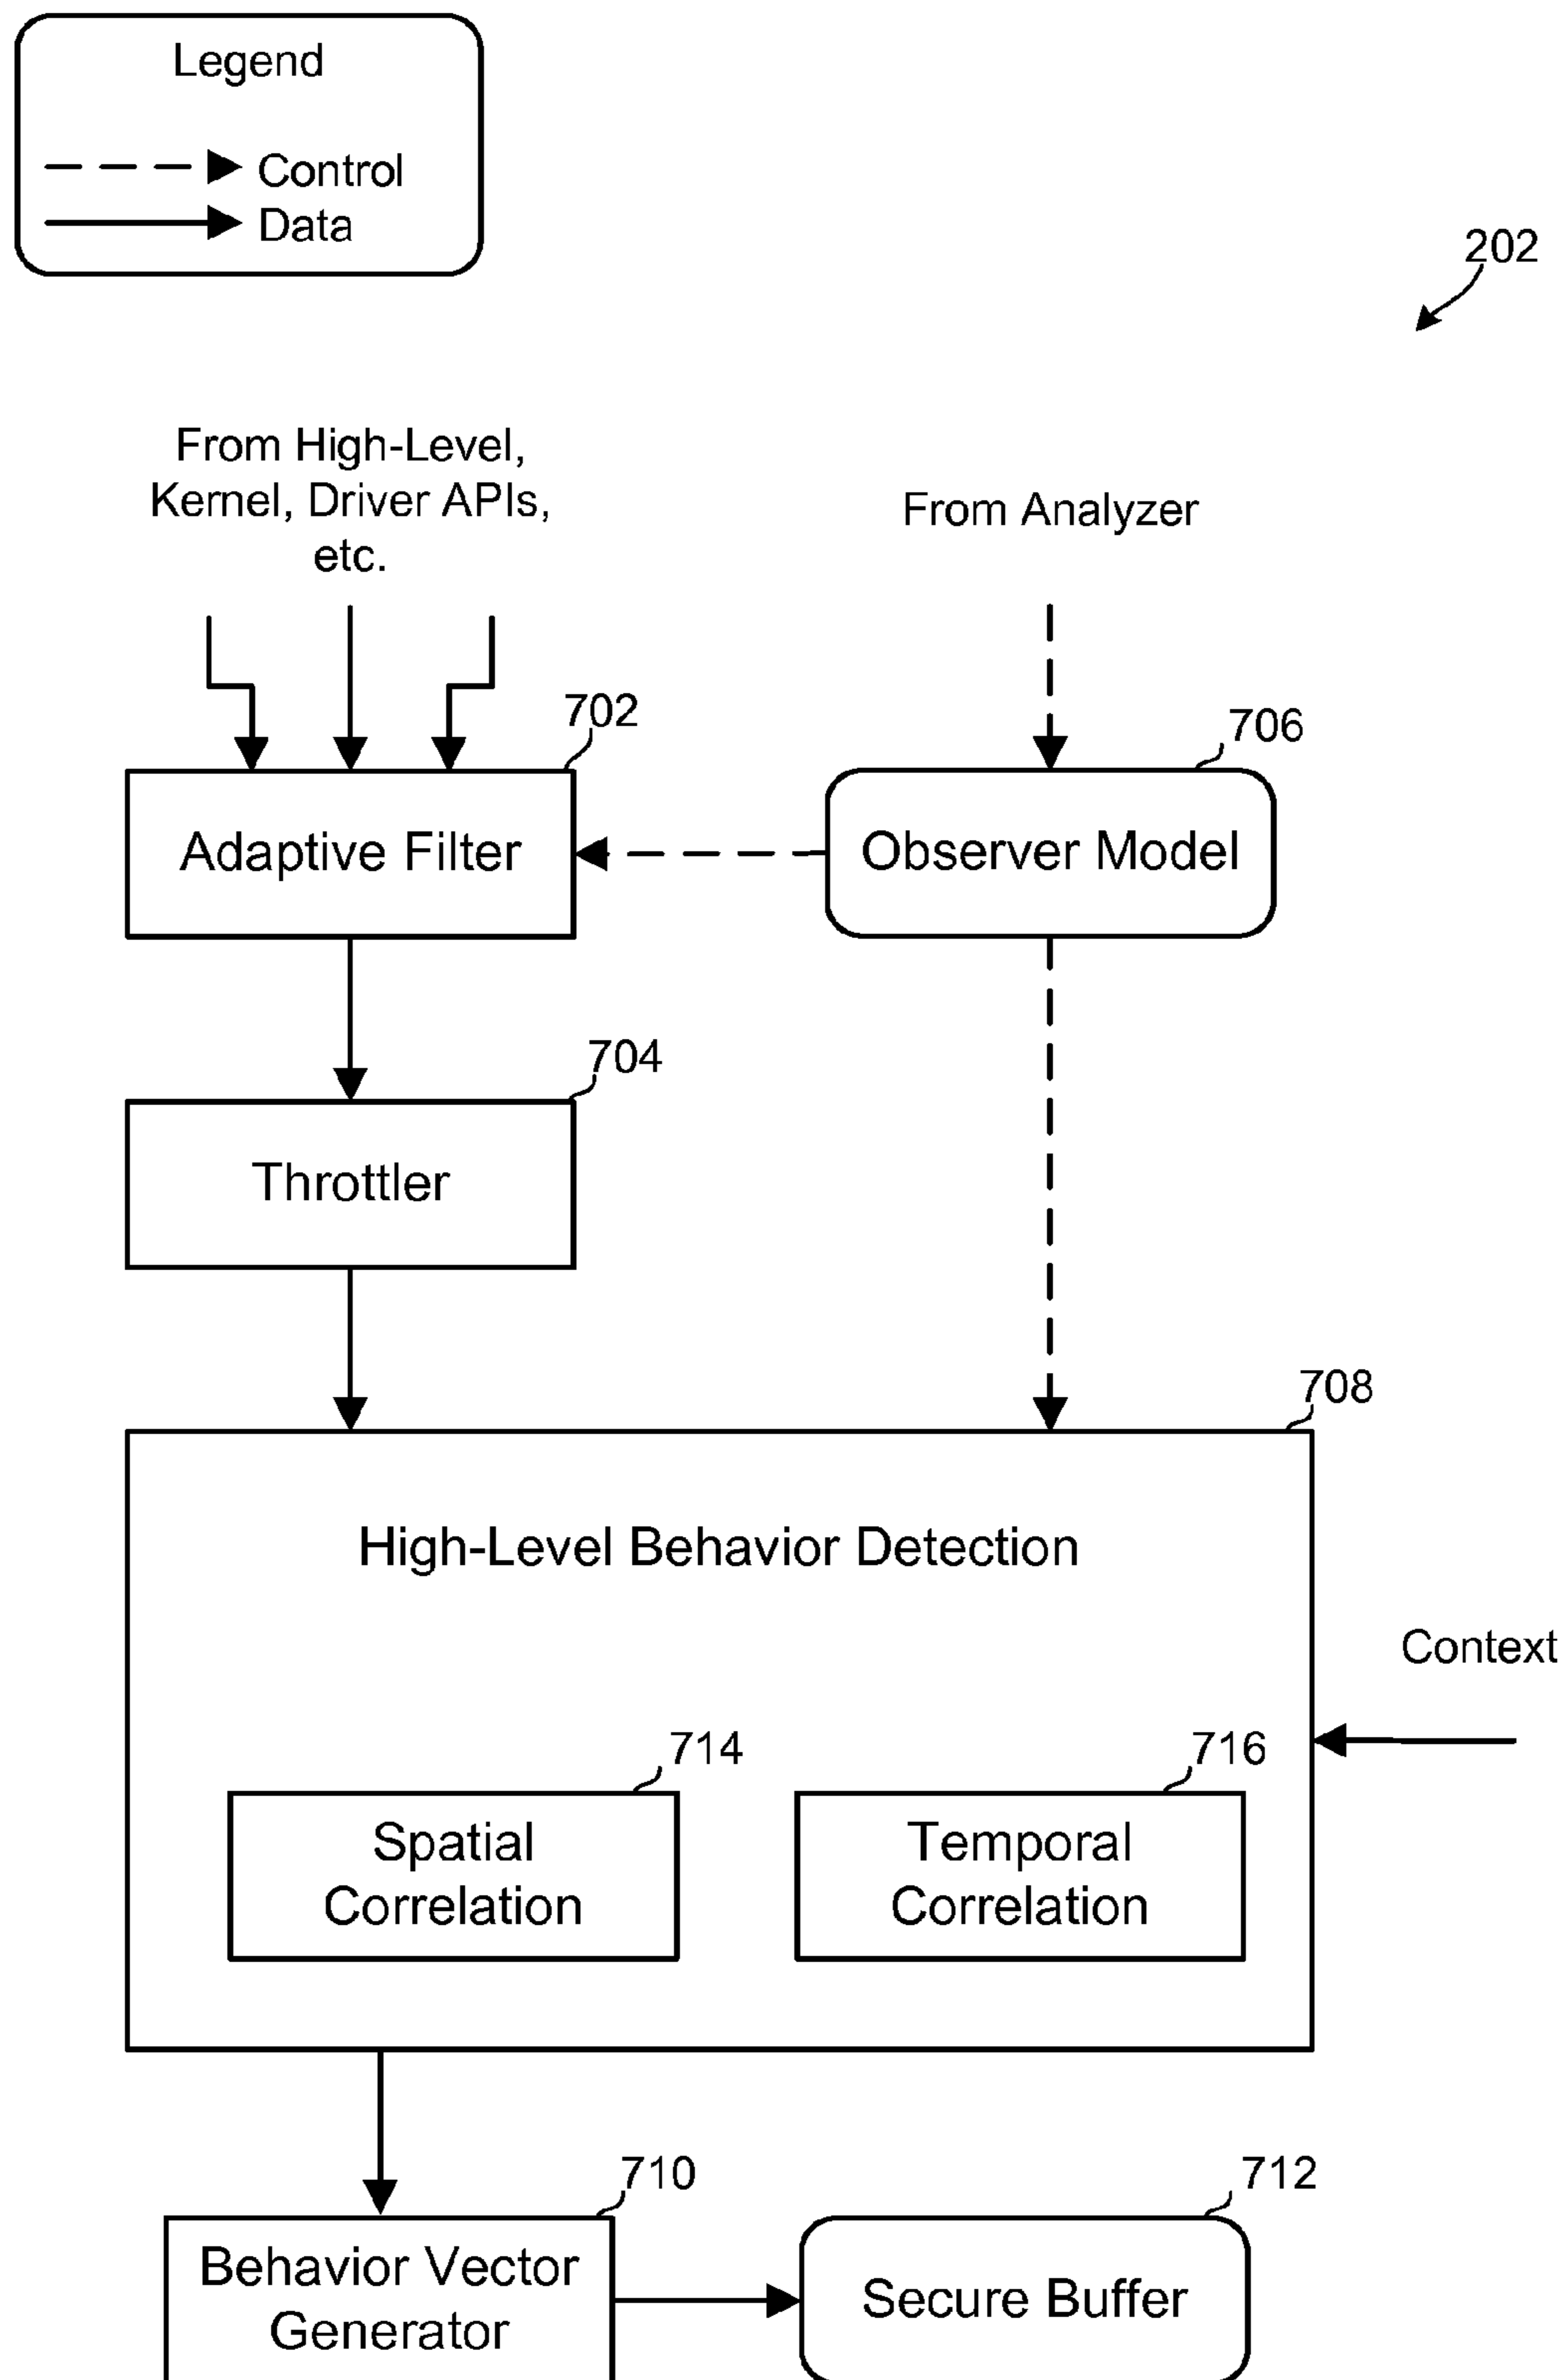 Legend
Control
Data
202
From High-Level,
Kernel, Driver APIs,
etc.
From Analyzer
702
706
Adaptive Filter
Observer Model
704
Throttler
708
High-Level Behavior Detection
Context
714
716
Spatial
Correlation
Temporal
Correlation
710
712
Behavior Vector
Generator
Secure Buffer